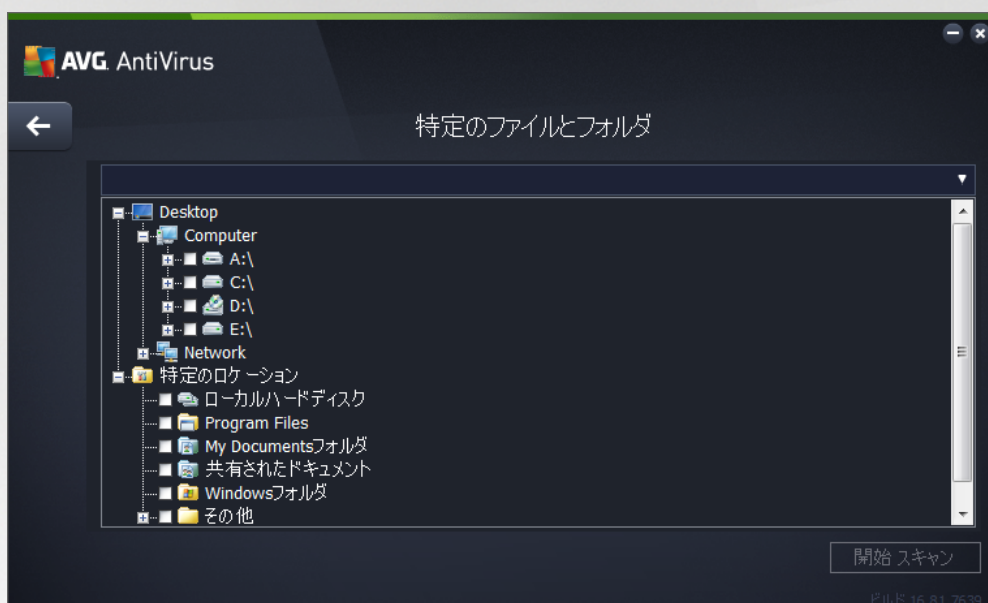 AVG. AntiVirus
特定のファイルとフォルダ
Desktop
Computer
A:\
C:\
D:\
E:\
Network
特定のロケーション
ローカルハードディスク
Program Files
My Documentsフォルダ
共有されたドキュメント
Windowsフォルダ
その他
開始 スキャン
ビルド 16.81.7639